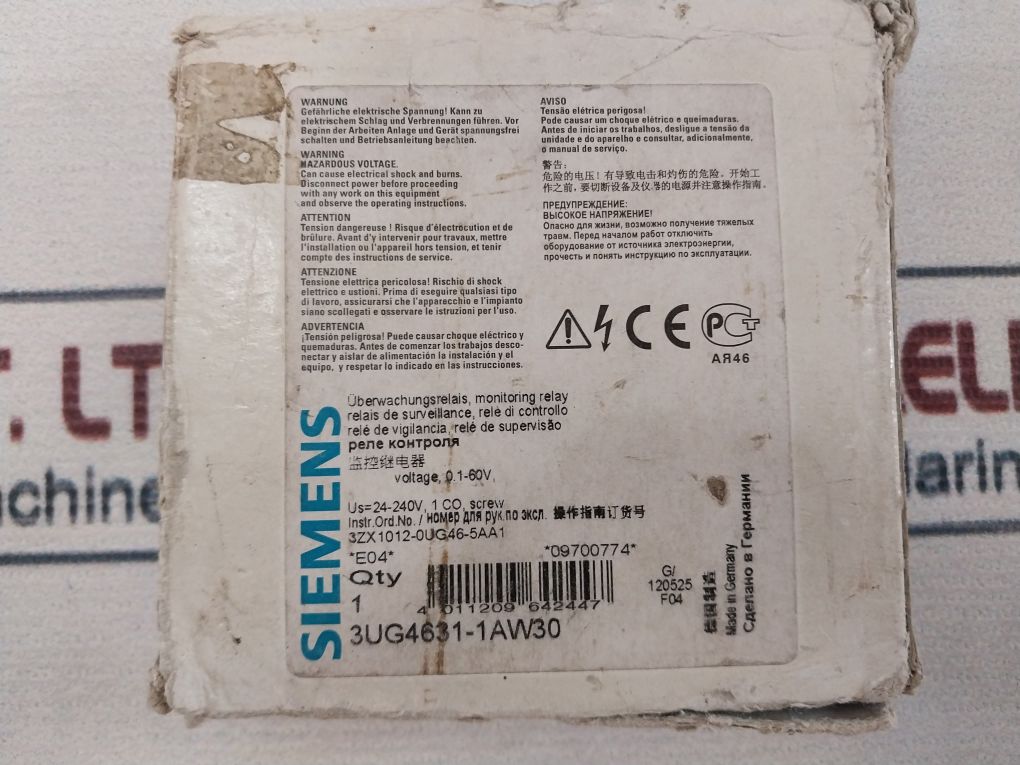 WARNUNG
Gefährliche elektrische Spannung! Kann zu
elektrischem Schlag und Verbrennungen führen. Vor
Beginn der Arbeiten Anlage und Gerät spannungsfrei
schalten und Betriebsanleitung beachten.
WARNING
HAZARDOUS VOLTAGE.
Can cause electrical shock and burns.
Disconnect power before proceeding
with any work on this equipment
and observe the operating instructions.
ATTENTION
Tension dangereuse ! Risque d'électrocution et de
brûlure. Avant d'y intervenir pour travaux, mettre
l'installation ou l'appareil hors tension, et tenir
compte des instructions de service.
ATTENZIONE
Tensione elettrica pericolosa! Rischio di shock
elettrico e ustioni. Prima di eseguire qualsiasi tipo
di lavoro, assicurarsi che l'apparecchio e l'impianto
siano scollegati e osservare le istruzioni per l'uso.
ADVERTENCIA
¡Tensión peligrosa! Puede causar choque eléctrico y
quemaduras. Antes de comenzar los trabajos desco-
nectar y aislar de alimentación la instalación y el
equipo, y respetar lo indicado en las instrucciones.
AVISO
Tensão elétrica perigosa!
Pode causar um choque elétrico e queimaduras.
Antes de iniciar os trabalhos, desligue a tensão da
unidade e do aparelho e consultar, adicionalmente,
o manual de serviço.
警告:
危险的电压! 有导致电击和灼伤的危险。开始工
作之前, 要切断设备及仪器的电源并注意操作指南。
ПРЕДУПРЕЖДЕНИЕ:
ВЫСОКОЕ НАПРЯЖЕНИЕ!
Опасно для жизни, возможно получение тяжелых
травм. Перед началом работ отключить
оборудование от источника электроэнергии,
прочесть и понять инструкцию по эксплуатации.
CE
РСТ
АЯ46
SIEMENS
Überwachungsrelais, monitoring relay
relais de surveillance, relé di controllo
relé de vigilancia, relé de supervisão
реле контроля
监控继电器
voltage, 0.1-60V,
Us=24-240V, 1 CO, screw
Instr.Ord.No. / номер для рук.по эксл. 操作指南订货号
3ZX1012-0UG46-5AA1
*E04*
*09700774*
Qty
1
4 011209 642447
3UG4631-1AW30
G/
120525
F04
德国制造
Made in Germany
Сделано в Германии
T. LT
achine
ELE
Marin